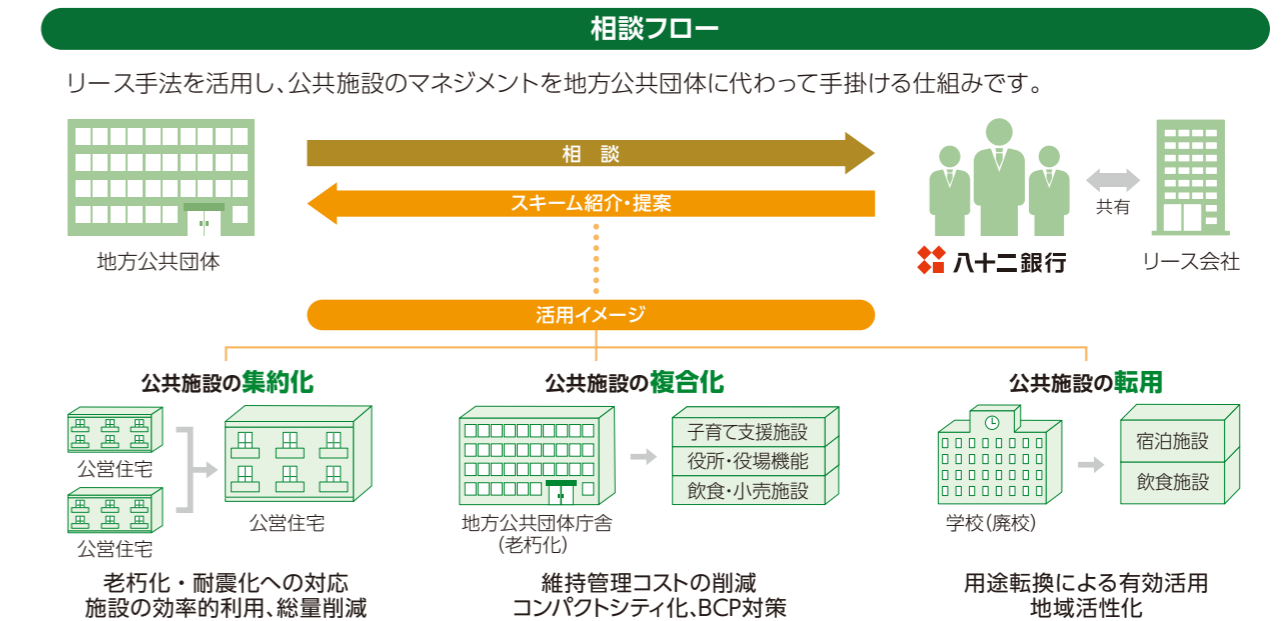 相談フロー
リース手法を活用し、公共施設のマネジメントを地方公共団体に代わって手掛ける仕組みです。
相 談
スキーム紹介・提案
共有
地方公共団体
八十二銀行
リース会社
活用イメージ
公共施設の集約化
公営住宅
公営住宅
公営住宅
老朽化・耐震化への対応
施設の効率的利用、総量削減
公共施設の複合化
地方公共団体庁舎
(老朽化)
子育て支援施設
役所・役場機能
飲食・小売施設
維持管理コストの削減
コンパクトシティ化、BCP対策
公共施設の転用
学校(廃校)
宿泊施設
飲食施設
用途転換による有効活用
地域活性化